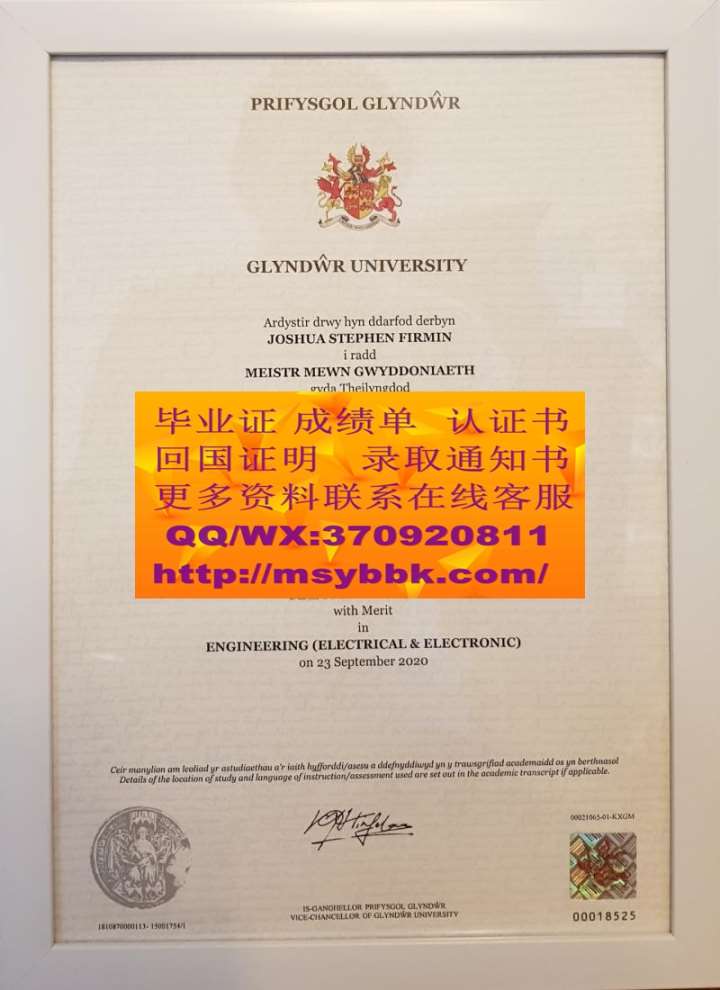 PRIFYSGOL GLYNDŴR
GLYNDŴR UNIVERSITY
Ardystir drwy hyn ddarfod derbyn
JOSHUA STEPHEN FIRMIN
i radd
MEISTR MEWN GWYDDONIAETH
gyda Theilyngdod
毕业证 成绩单 认证书
回国证明 录取通知书
更多资料联系在线客服
QQ/WX:370920811
http://msybbk.com/
with Merit
in
ENGINEERING (ELECTRICAL & ELECTRONIC)
on 23 September 2020
Ceir manylion am leoliad yr astudiaethau a'r iaith hyfforddi/asesu a ddefnyddiwyd yn y trawsgrifiad academaidd os yn berthnasol
Details of the location of study and language of instruction/assessment used are set out in the academic transcript if applicable.
00021065-01-KXGM
IS-GANGHELLOR PRIFYSGOL GLYNDŴR
VICE-CHANCELLOR OF GLYNDŴR UNIVERSITY
00018525
1810870000113- 15001754/1